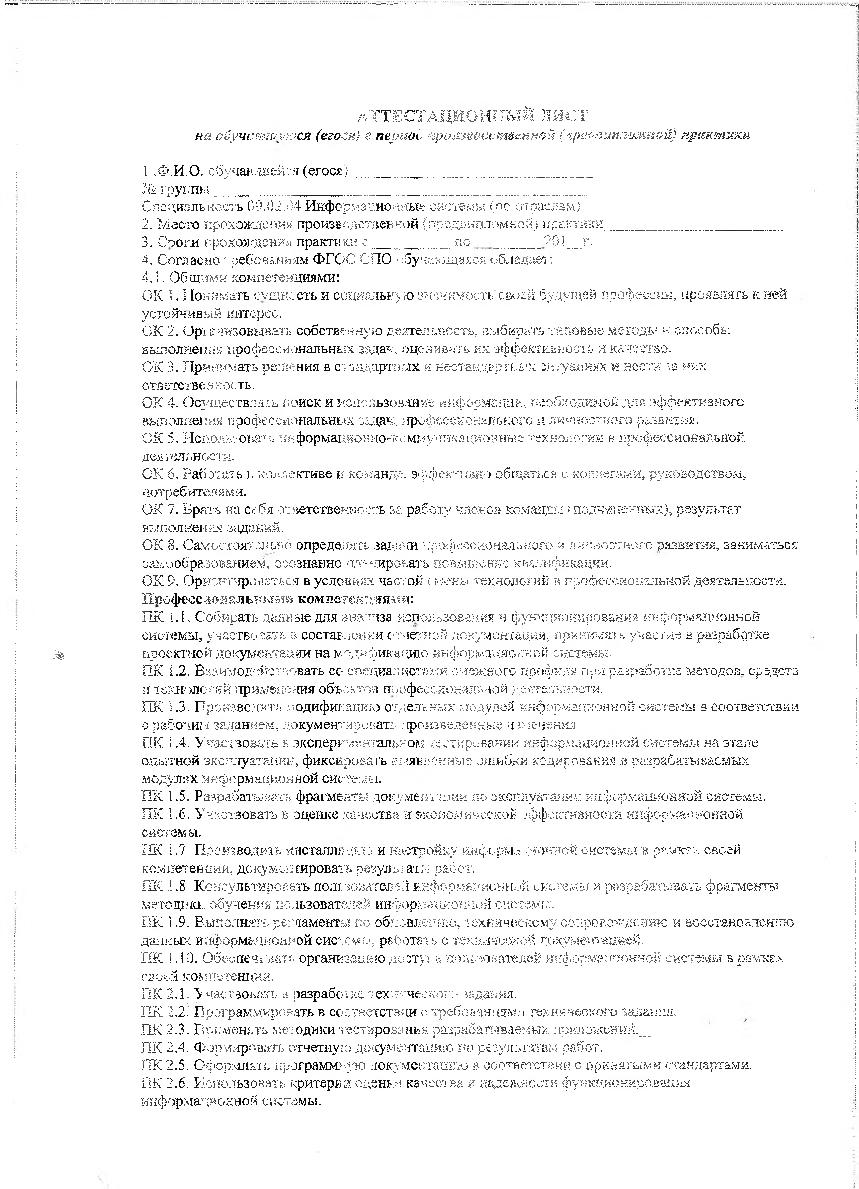 АТТЕСТАЦИОННЫЙ ЛИСТ
на обучающуюся (егося) в период производственной (преддипломной) практики
1 .Ф.И.О. обучающейся (егося) ______________________________
№ группы ______________________________
Специальность 09.02.04 Информационные системы (по отраслям)
2. Место прохождения производственной (преддипломной) практики ______________________
3. Сроки прохождения практики с __________ по __________201__г.
4. Согласно требованиям ФГОС СПО обучающаяся обладает:
4.1. Общими компетенциями:
ОК 1. Понимать сущность и социальную значимость своей будущей профессии, проявлять к ней
устойчивый интерес.
ОК 2. Организовывать собственную деятельность, выбирать типовые методы и способы
выполнения профессиональных задач, оценивать их эффективность и качество.
ОК 3. Принимать решения в стандартных и нестандартных ситуациях и нести за них
ответственность.
ОК 4. Осуществлять поиск и использование информации, необходимой для эффективного
выполнения профессиональных задач, профессионального и личностного развития.
ОК 5. Использовать информационно-коммуникационные технологии в профессиональной
деятельности.
ОК 6. Работать в коллективе и команде, эффективно общаться с коллегами, руководством,
потребителями.
ОК 7. Брать на себя ответственность за работу членов команды (подчиненных), результат
выполнения заданий.
ОК 8. Самостоятельно определять задачи профессионального и личностного развития, заниматься
самообразованием, осознанно планировать повышение квалификации.
ОК 9. Ориентироваться в условиях частой смены технологий в профессиональной деятельности.
Профессиональными компетенциями:
ПК 1.1. Собирать данные для анализа использования и функционирования информационной
системы, участвовать в составлении отчетной документации, принимать участие в разработке
проектной документации на модификацию информационной системы.
ПК 1.2. Взаимодействовать со специалистами смежного профиля при разработке методов, средств
и технологий применения объектов профессиональной деятельности.
ПК 1.3. Производить модификацию отдельных модулей информационной системы в соответствии
с рабочим заданием, документировать произведенные изменения
ПК 1.4. Участвовать в экспериментальном тестировании информационной системы на этапе
опытной эксплуатации, фиксировать выявленные ошибки кодирования в разрабатываемых
модулях информационной системы.
ПК 1.5. Разрабатывать фрагменты документации по эксплуатации информационной системы.
ПК 1.6. Участвовать в оценке качества и экономической эффективности информационной
системы.
ПК 1.7 Производить инсталляцию и настройку информационной системы в рамках своей
компетенции, документировать результаты работ.
ПК 1.8 Консультировать пользователей информационной системы и разрабатывать фрагменты
методики обучения пользователей информационной системы.
ПК 1.9. Выполнять регламенты по обновлению, техническому сопровождению и восстановлению
данных информационной системы, работать с технической документацией.
ПК 1.10. Обеспечивать организацию доступа пользователей информационной системы в рамках
своей компетенции.
ПК 2.1. Участвовать в разработке технического задания.
ПК 2.2. Программировать в соответствии с требованиями технического задания.
ПК 2.3. Применять методики тестирования разрабатываемых приложений.
ПК 2.4. Формировать отчетную документацию по результатам работ.
ПК 2.5. Оформлять программную документацию в соответствии с принятыми стандартами.
ПК 2.6. Использовать критерии оценки качества и надежности функционирования
информационной системы.